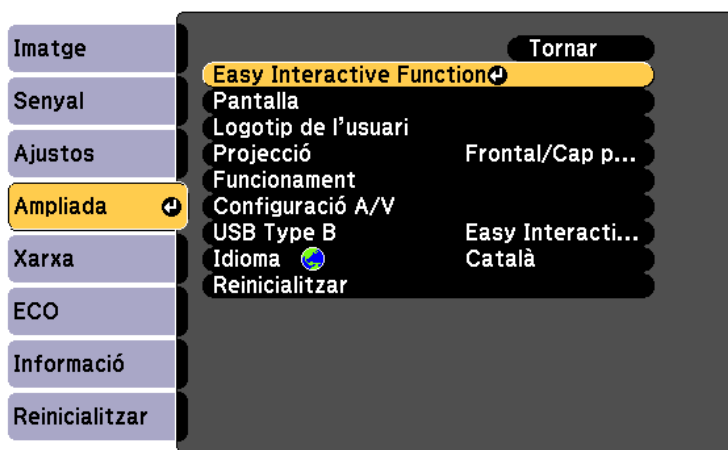 Imatge
Senyal
Ajustos
Ampliada
Xarxa
ECO
Informació
Reinicialitzar
Tornar
Easy Interactive Function
Pantalla
Logotip de l'usuari
Projecció Frontal/Cap p...
Funcionament
Configuració A/V
USB Type B Easy Interacti...
Idioma Català
Reinicialitzar